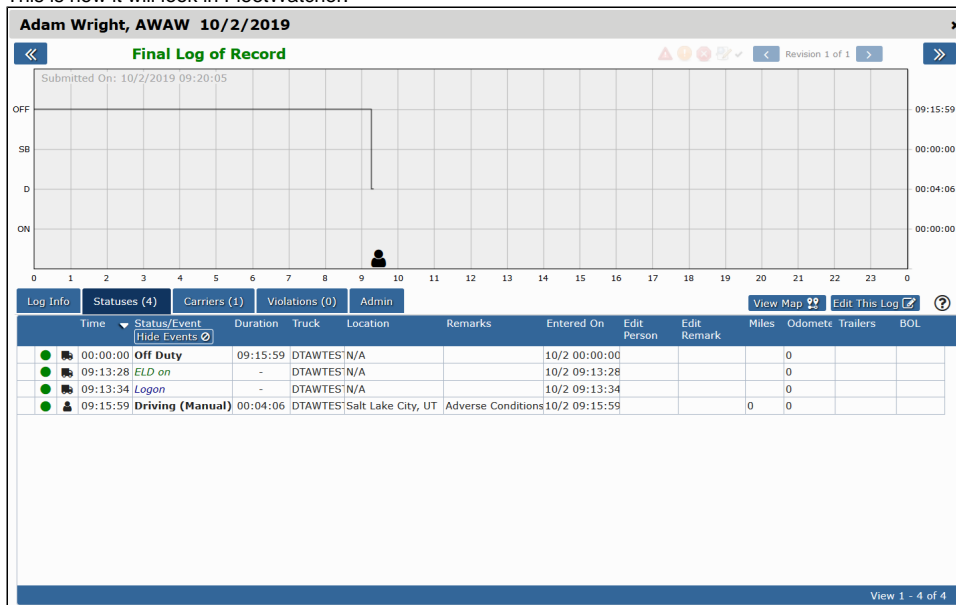 This is how it will look in FleetWatcher:
Adam Wright, AWAW 10/2/2019
Final Log of Record
Revision 1 of 1
Submitted On: 10/2/2019 09:20:05
OFF 09:15:59
SB 00:00:00
D 00:04:06
ON 00:00:00
0 1 2 3 4 5 6 7 8 9 10 11 12 13 14 15 16 17 18 19 20 21 22 23 0
Log Info Statuses (4) Carriers (1) Violations (0) Admin View Map Edit This Log ?
Time Status/Event Duration Truck Location Remarks Entered On Edit Person Edit Remark Miles Odomete Trailers BOL
Hide Events
00:00:00 Off Duty 09:15:59 DTAWTES N/A 10/2 00:00:00 0
09:13:28 ELD on - DTAWTES N/A 10/2 09:13:28 0
09:13:34 Logon - DTAWTES N/A 10/2 09:13:34 0
09:15:59 Driving (Manual) 00:04:06 DTAWTES Salt Lake City, UT Adverse Conditions 10/2 09:15:59 0 0
View 1 - 4 of 4